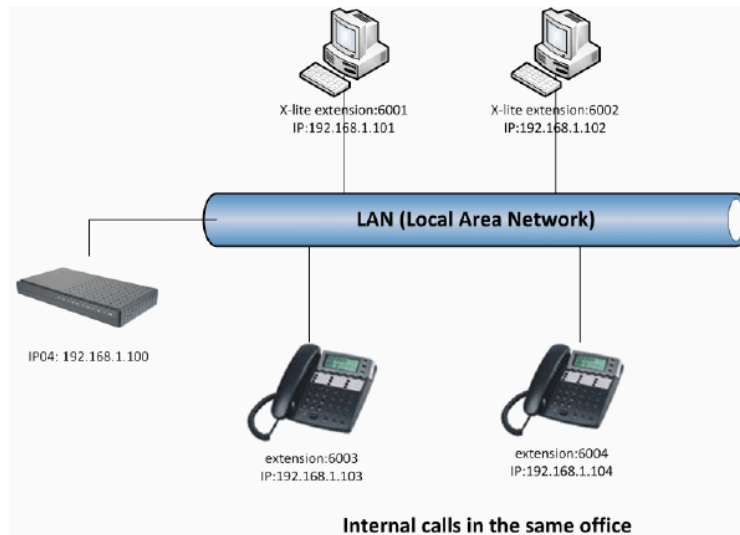 X-lite extension:6001
IP:192.168.1.101
X-lite extension:6002
IP:192.168.1.102
LAN (Local Area Network)
IP04: 192.168.1.100
extension:6003
IP:192.168.1.103
extension:6004
IP:192.168.1.104
Internal calls in the same office